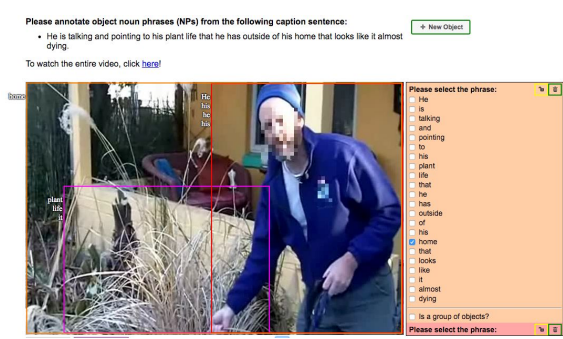 Please annotate object noun phrases (NPs) from the following caption sentence:
+ New Object
• He is talking and pointing to his plant life that he has outside of his home that looks like it almost
dying.
To watch the entire video, click here!
home
He
his
he
his
plant
life
it
Please select the phrase:
He
is
talking
and
pointing
to
his
plant
life
that
he
has
outside
of
his
home
that
looks
like
it
almost
dying
Is a group of objects?
Please select the phrase: